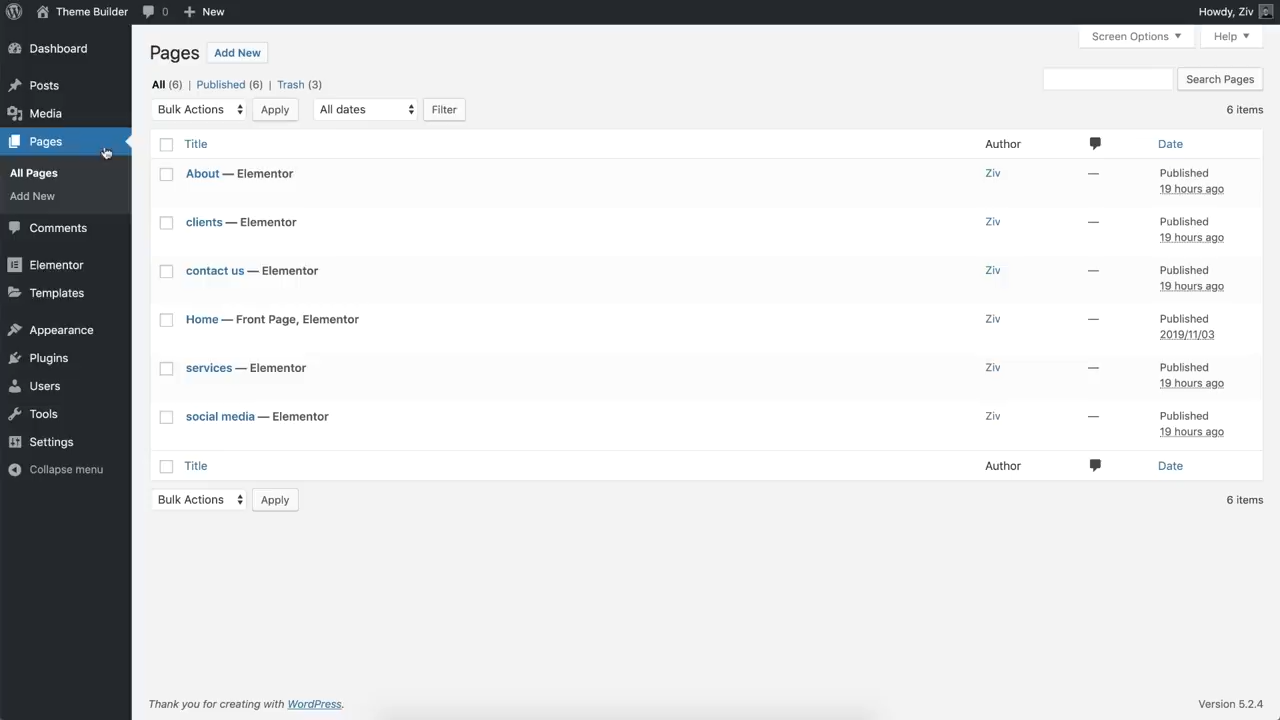 Theme Builder 0 New Howdy, Ziv
Dashboard
Posts
Media
Pages
All Pages
Add New
Comments
Elementor
Templates
Appearance
Plugins
Users
Tools
Settings
Collapse menu
Screen Options Help
Pages Add New
All (6) | Published (6) | Trash (3)
Search Pages
Bulk Actions Apply All dates Filter 6 items
Title Author Date
About — Elementor Ziv — Published
19 hours ago
clients — Elementor Ziv — Published
19 hours ago
contact us — Elementor Ziv — Published
19 hours ago
Home — Front Page, Elementor Ziv — Published
2019/11/03
services — Elementor Ziv — Published
19 hours ago
social media — Elementor Ziv — Published
19 hours ago
Title Author Date
Bulk Actions Apply 6 items
Thank you for creating with WordPress. Version 5.2.4